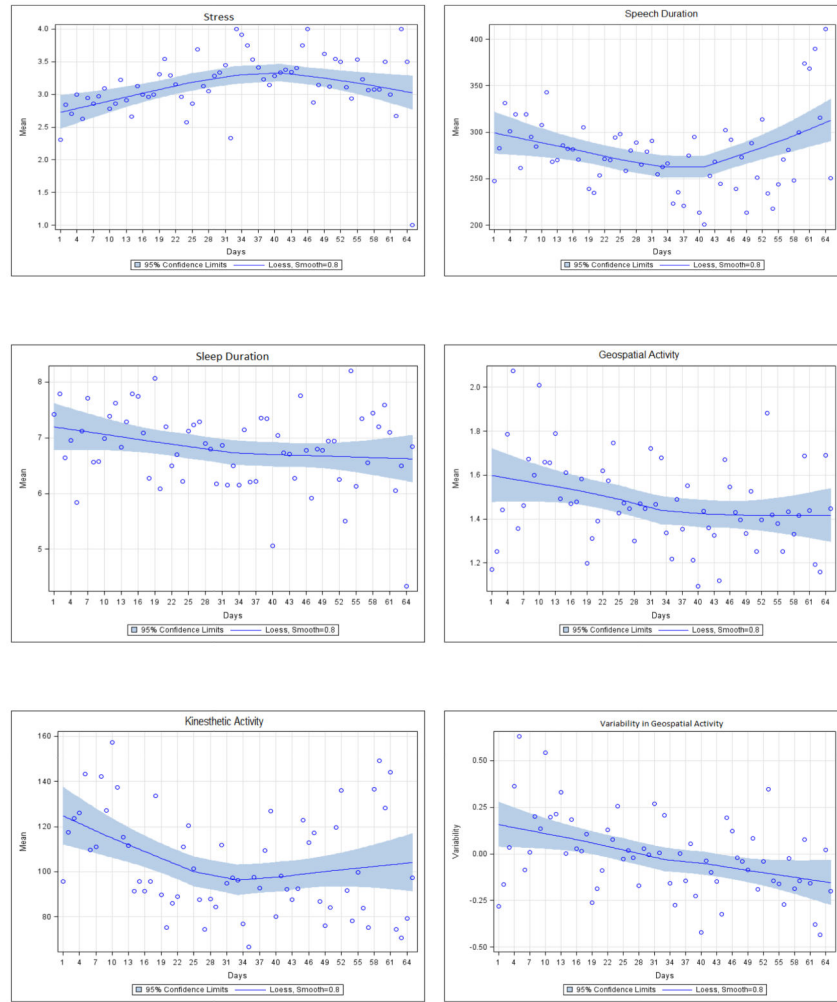 Stress
4.0
3.5
3.0
2.5
2.0
1.5
1.0
Mean
1 4 7 10 13 16 19 22 25 28 31 34 37 40 43 46 49 52 55 58 61 64
Days
95% Confidence Limits Loess, Smooth=0.8
Speech Duration
400
350
300
250
200
Mean
1 4 7 10 13 16 19 22 25 28 31 34 37 40 43 46 49 52 55 58 61 64
Days
95% Confidence Limits Loess, Smooth=0.8
Sleep Duration
8
7
6
5
Mean
1 4 7 10 13 16 19 22 25 28 31 34 37 40 43 46 49 52 55 58 61 64
Days
95% Confidence Limits Loess, Smooth=0.8
Geospatial Activity
2.0
1.8
1.6
1.4
1.2
Mean
1 4 7 10 13 16 19 22 25 28 31 34 37 40 43 46 49 52 55 58 61 64
Days
95% Confidence Limits Loess, Smooth=0.8
Kinesthetic Activity
160
140
120
100
80
Mean
1 4 7 10 13 16 19 22 25 28 31 34 37 40 43 46 49 52 55 58 61 64
Days
95% Confidence Limits Loess, Smooth=0.8
Variability in Geospatial Activity
0.50
0.25
0.00
-0.25
-0.50
Variability
1 4 7 10 13 16 19 22 25 28 31 34 37 40 43 46 49 52 55 58 61 64
Days
95% Confidence Limits Loess, Smooth=0.8